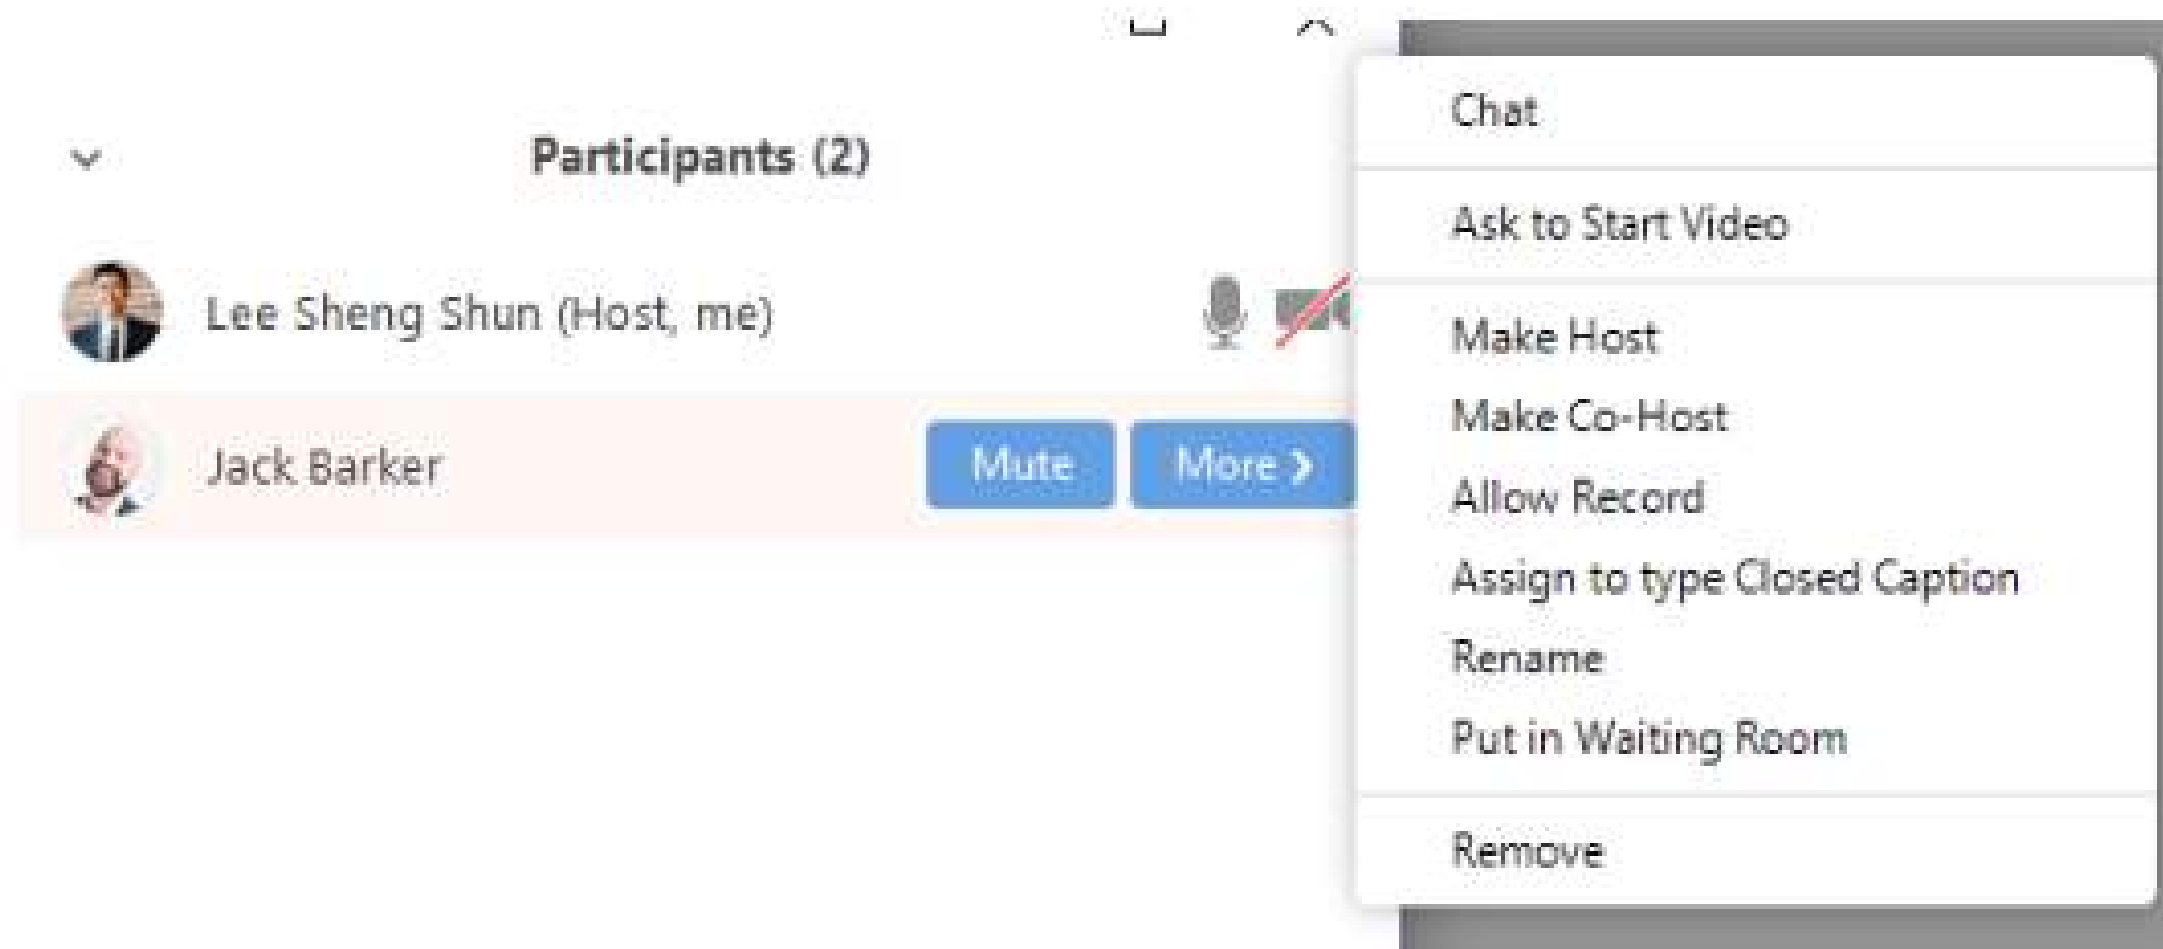 Participants (2)
Lee Sheng Shun (Host, me)
Jack Barker
Mute
More
Chat
Ask to Start Video
Make Host
Make Co-Host
Allow Record
Assign to type Closed Caption
Rename
Put in Waiting Room
Remove